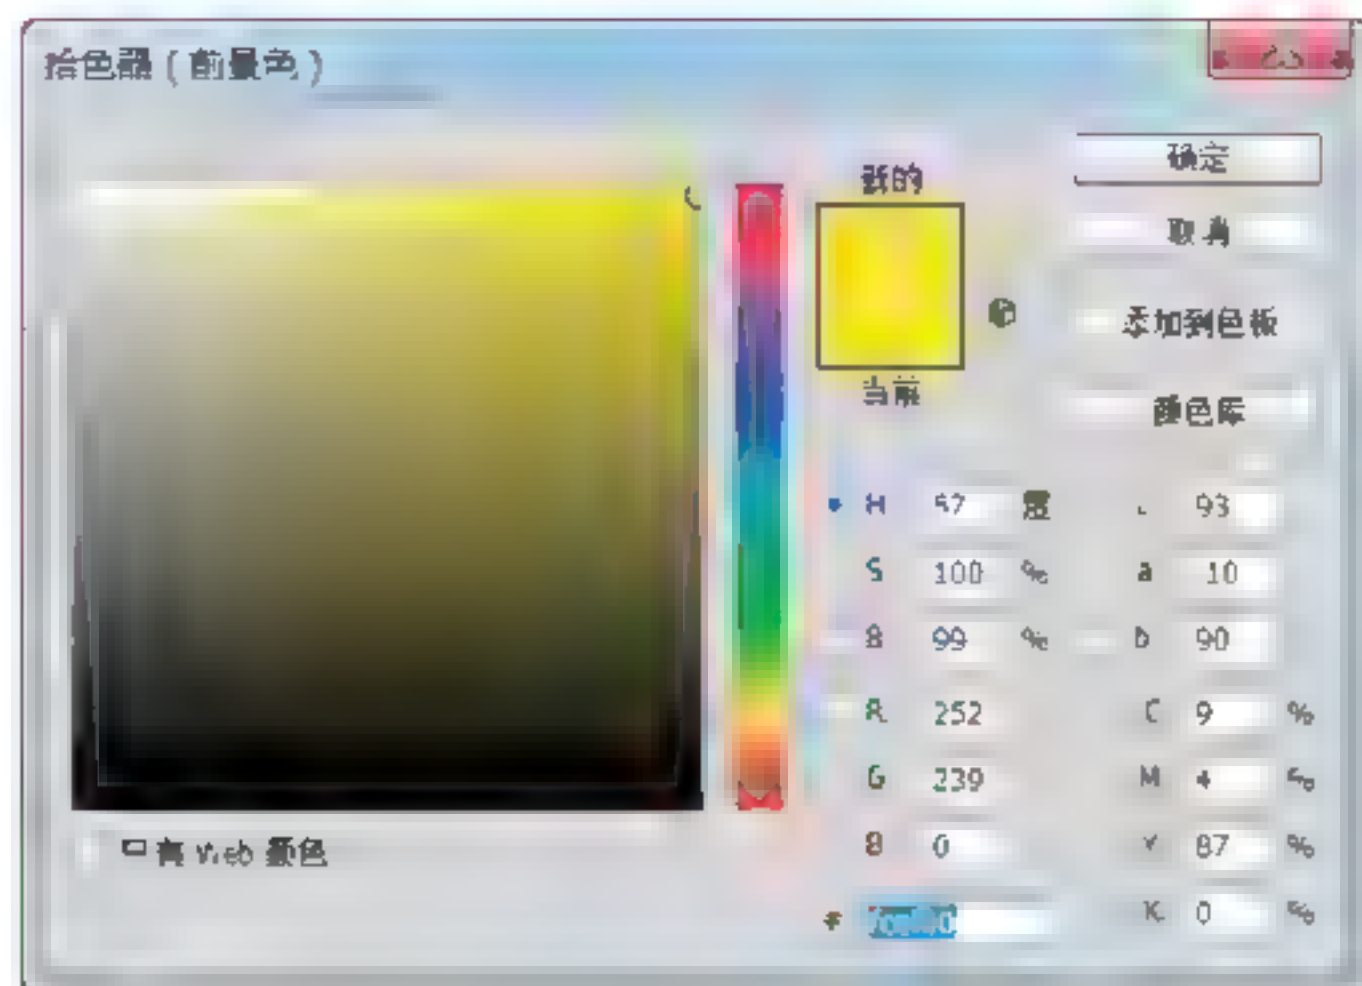 拾色器(前景色)
新的
确定
取消
添加到色板
当前
颜色库
H 57 度 L 93
S 100 % a 10
B 99 % b 90
R 252 C 9 %
G 239 M 4 %
B 0 Y 87 %
Web 颜色
# K 0 %